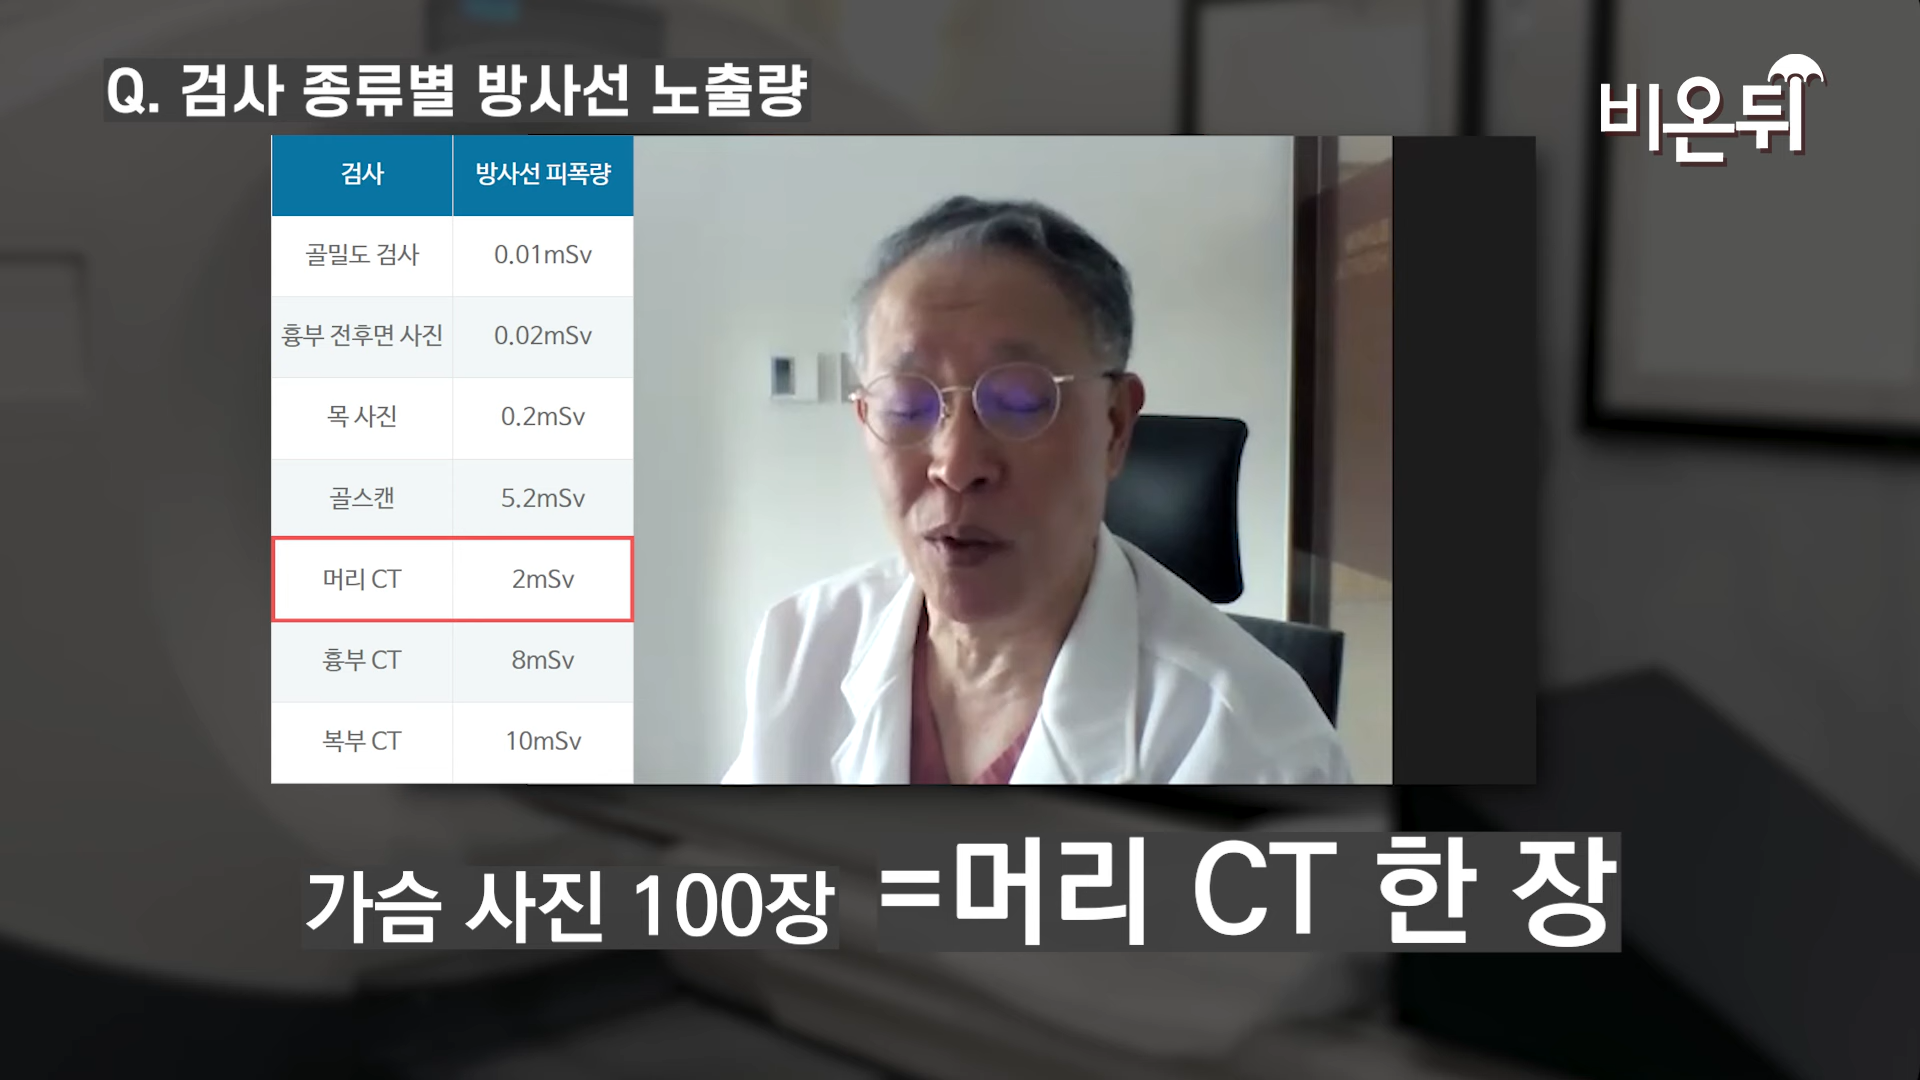 Q. 검사 종류별 방사선 노출량
비온뒤
검사 방사선 피폭량
골밀도 검사 0.01mSv
흉부 전후면 사진 0.02mSv
목 사진 0.2mSv
골스캔 5.2mSv
머리 CT 2mSv
흉부 CT 8mSv
복부 CT 10mSv
가슴 사진 100장 =머리 CT 한 장